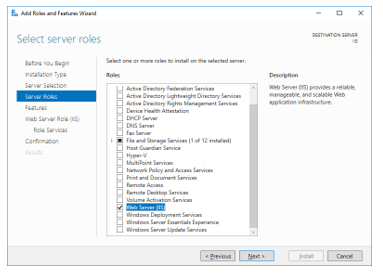 Add Roles and Features Wizard
Select server roles
DESTINATION SERVER
IIS
Before You Begin
Installation Type
Server Selection
Server Roles
Features
Web Server Role (IIS)
Role Services
Confirmation
Results
Select one or more roles to install on the selected server.
Roles
Active Directory Federation Services
Active Directory Lightweight Directory Services
Active Directory Rights Management Services
Device Health Attestation
DHCP Server
DNS Server
Fax Server
File and Storage Services (1 of 12 installed)
Host Guardian Service
Hyper-V
MultiPoint Services
Network Policy and Access Services
Print and Document Services
Remote Access
Remote Desktop Services
Volume Activation Services
Web Server (IIS)
Windows Deployment Services
Windows Server Essentials Experience
Windows Server Update Services
Description
Web Server (IIS) provides a reliable,
manageable, and scalable Web
application infrastructure.
< Previous
Next >
Install
Cancel